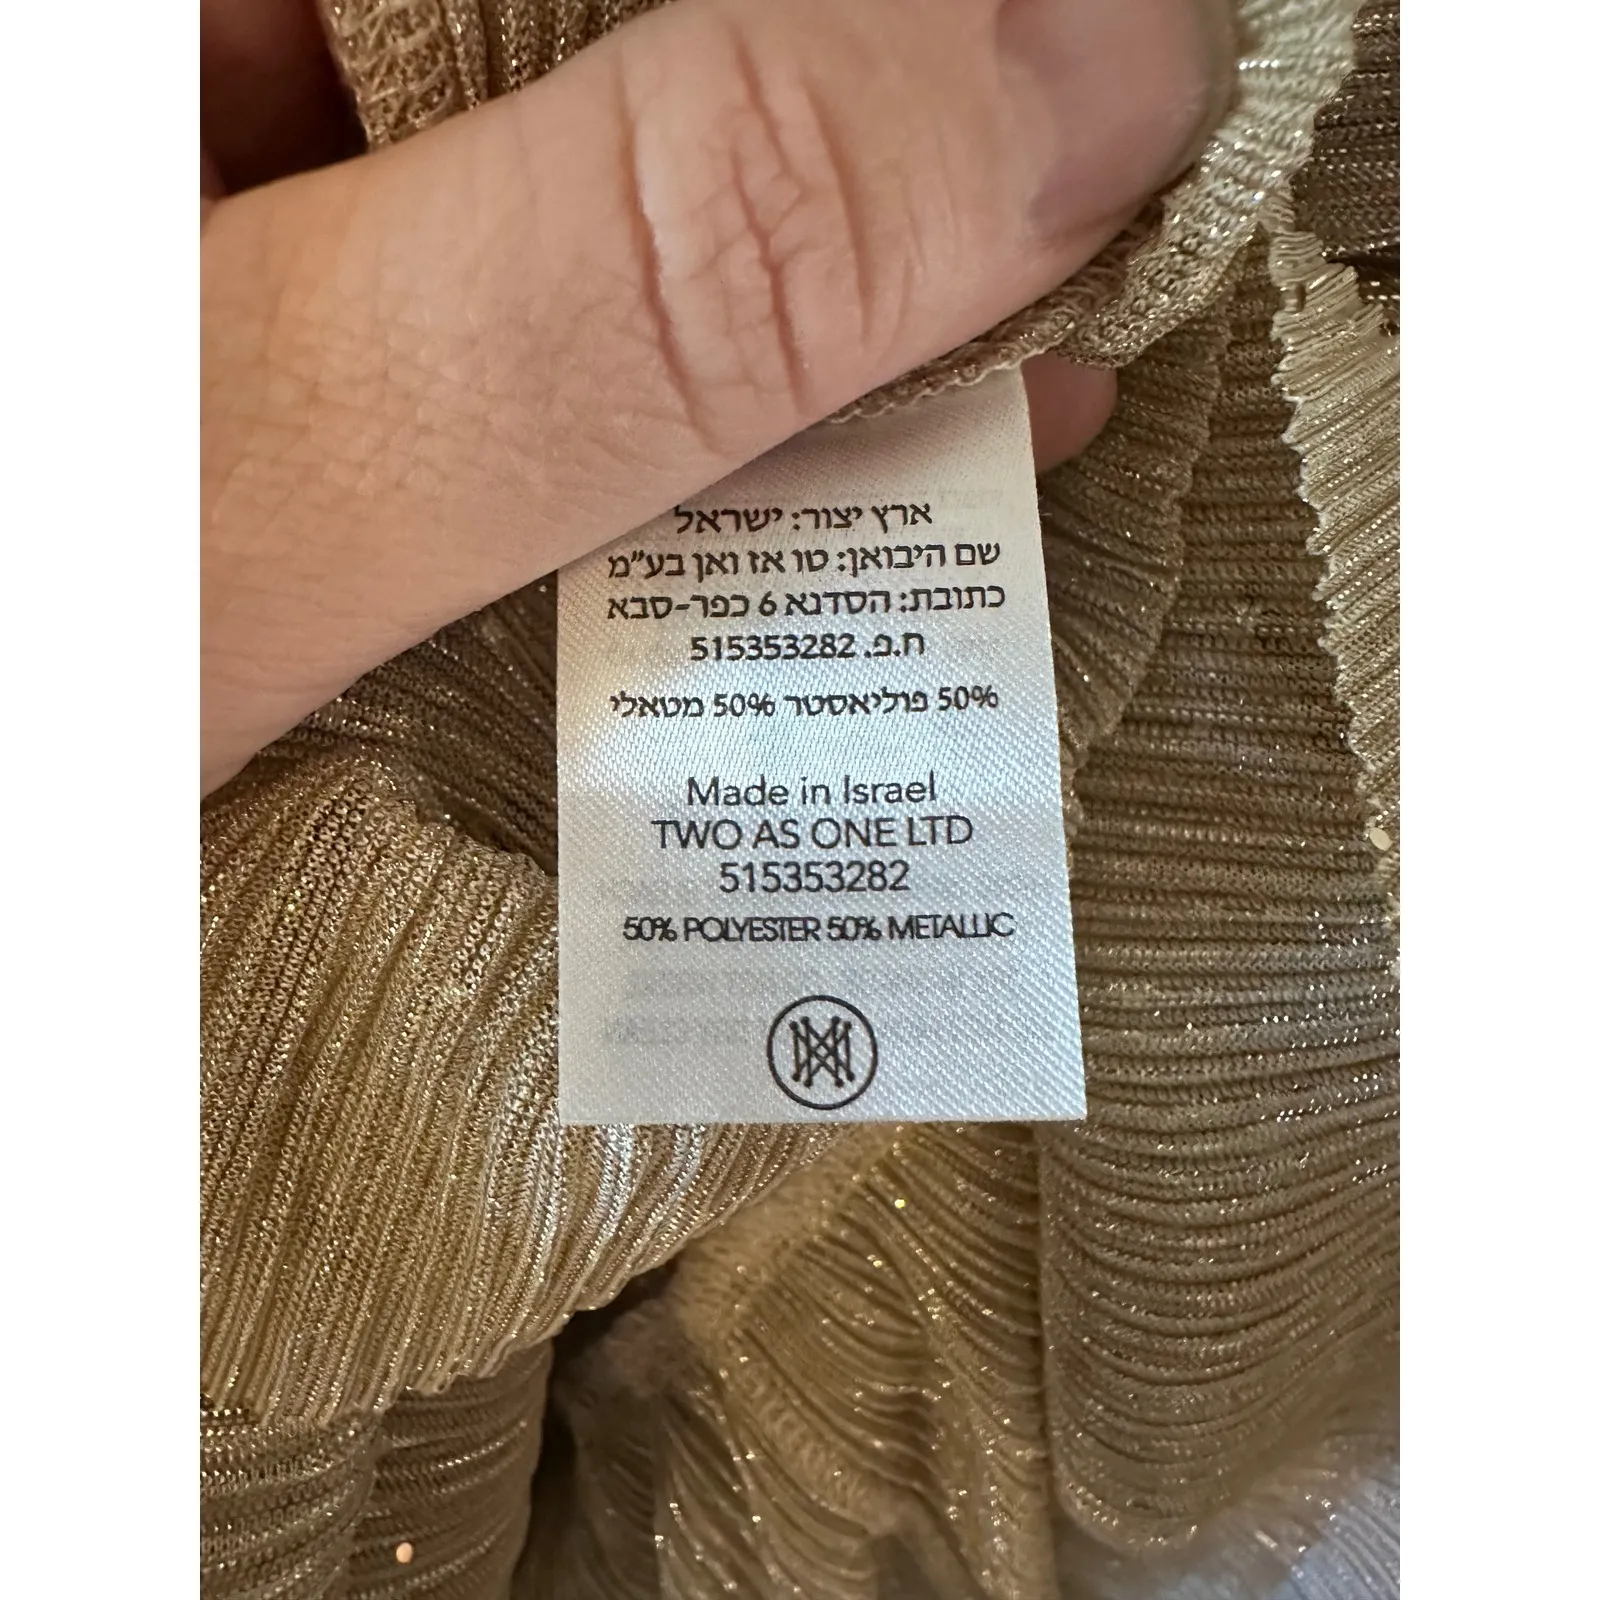 ארץ יצור: ישראל
שם היבואן: טו אז ואן בע"מ
כתובת: הסדנא 6 כפר-סבא
ח.פ. 515353282
50% פוליאסטר 50% מטאלי
Made in Israel
TWO AS ONE LTD
515353282
50% POLYESTER 50% METALLIC